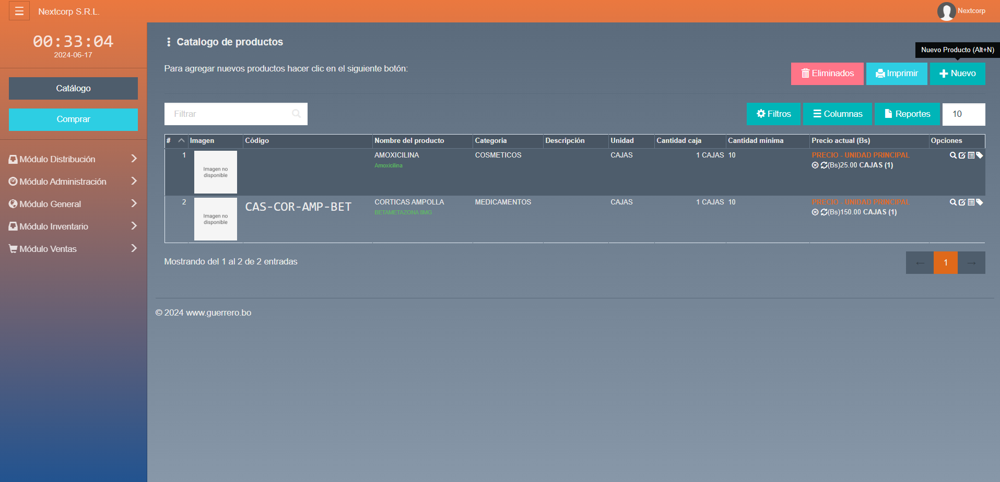 Nextcorp S.R.L.
Nextcorp
00:33:04
2024-06-17
Catálogo
Comprar
Módulo Distribución
Módulo Administración
Módulo General
Módulo Inventario
Módulo Ventas
Catalogo de productos
Nuevo Producto (Alt+N)
Para agregar nuevos productos hacer clic en el siguiente botón:
Eliminados Imprimir Nuevo
Filtrar
Filtros Columnas Reportes 10
# Imagen Código Nombre del producto Categoria Descripción Unidad Cantidad caja Cantidad mínima Precio actual (Bs) Opciones
1 AMOXICILINA COSMETICOS CAJAS 1 CAJAS 10 PRECIO - UNIDAD PRINCIPAL
Amoxicilina (Bs)25.00 CAJAS (1)
Imagen no
disponible
2 CAS-COR-AMP-BET CORTICAS AMPOLLA MEDICAMENTOS CAJAS 1 CAJAS 10 PRECIO - UNIDAD PRINCIPAL
BETAMETAZONA 8MG (Bs)150.00 CAJAS (1)
Imagen no
disponible
Mostrando del 1 al 2 de 2 entradas
← 1 →
© 2024 www.guerrero.bo